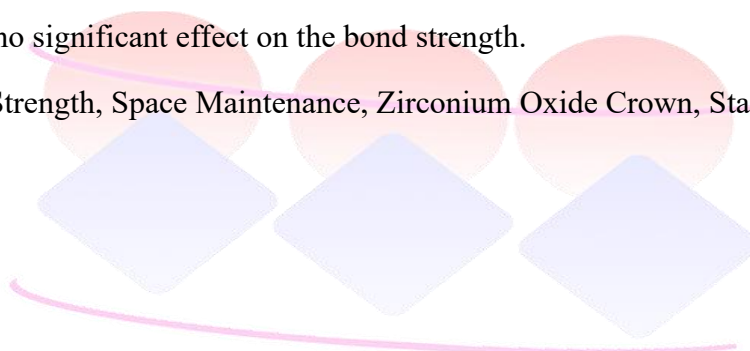 no significant effect on the bond strength.
Strength, Space Maintenance, Zirconium Oxide Crown, Sta